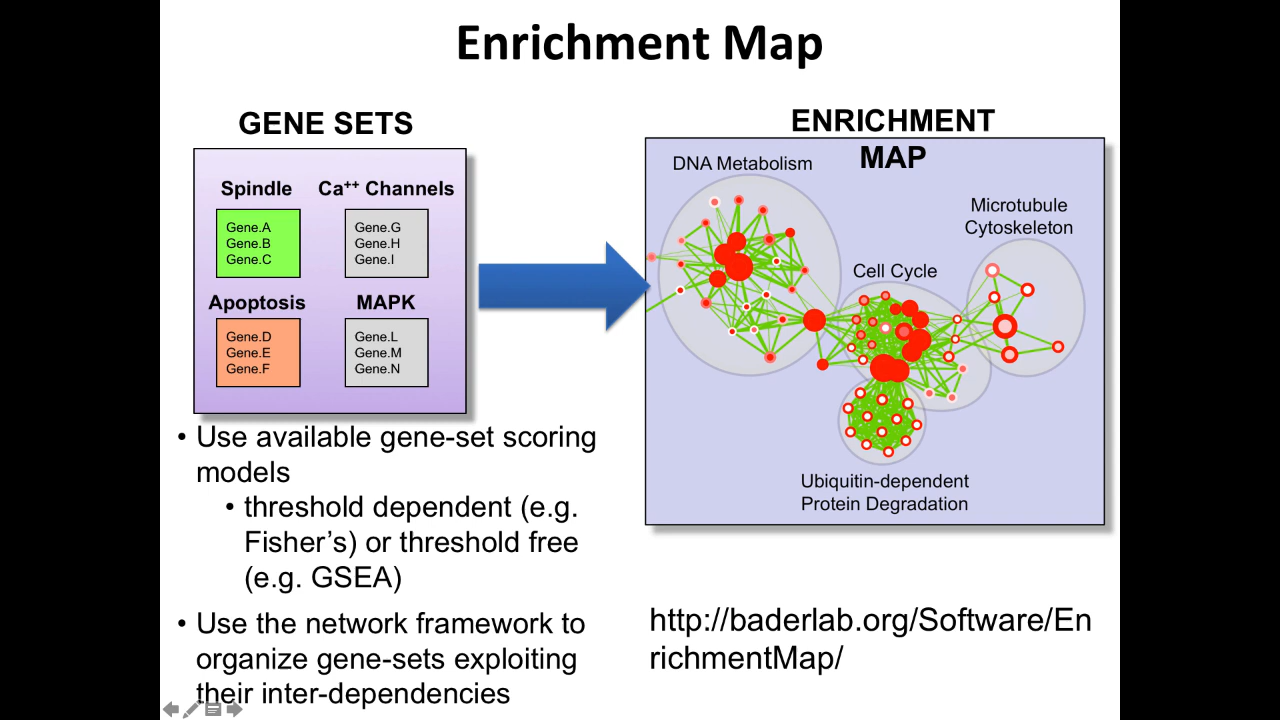 Enrichment Map
GENE SETS
Spindle
Gene.A
Gene.B
Gene.C
Ca⁺⁺ Channels
Gene.G
Gene.H
Gene.I
Apoptosis
Gene.D
Gene.E
Gene.F
MAPK
Gene.L
Gene.M
Gene.N
• Use available gene-set scoring
models
• threshold dependent (e.g.
Fisher’s) or threshold free
(e.g. GSEA)
• Use the network framework to
organize gene-sets exploiting
their inter-dependencies
ENRICHMENT
MAP
DNA Metabolism
Microtubule
Cytoskeleton
Cell Cycle
Ubiquitin-dependent
Protein Degradation
http://baderlab.org/Software/En
richmentMap/